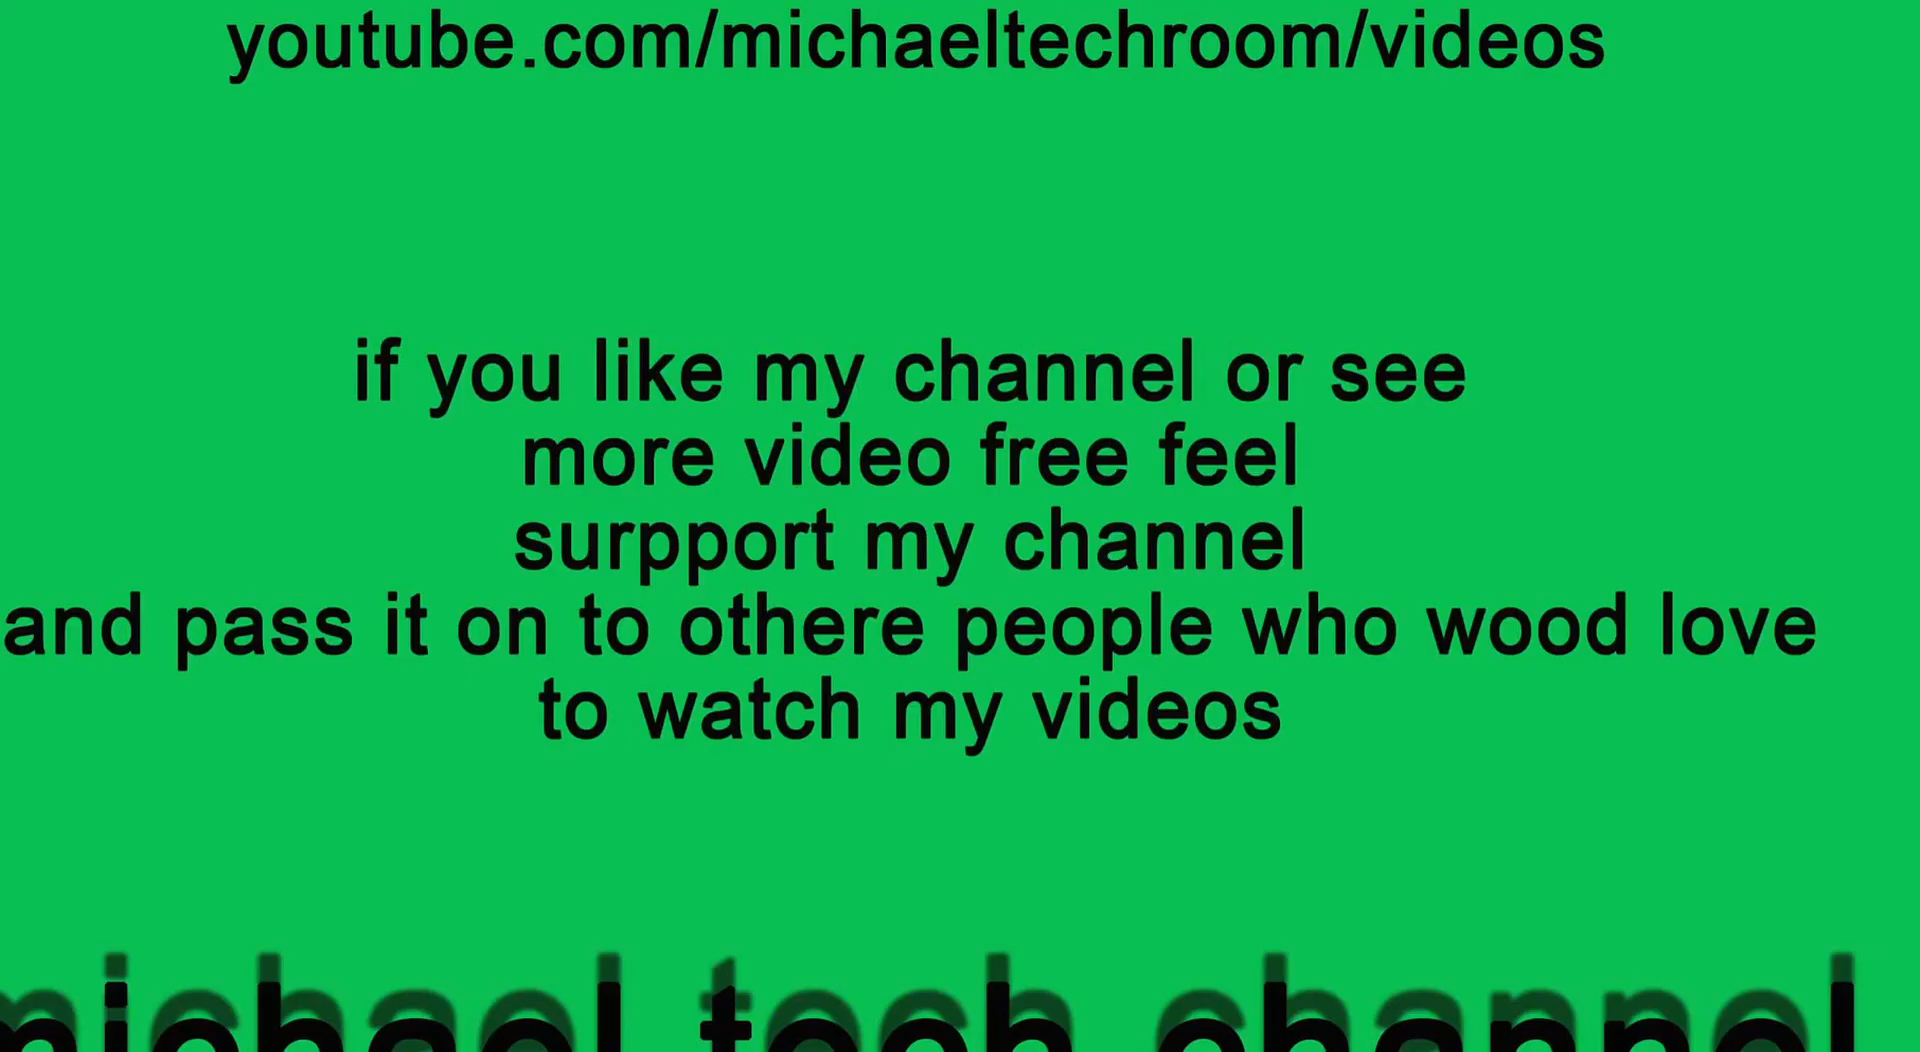 youtube.com/michaeltechroom/videos
if you like my channel or see
more video free feel
surpport my channel
and pass it on to othere people who wood love
to watch my videos
michael tech channel